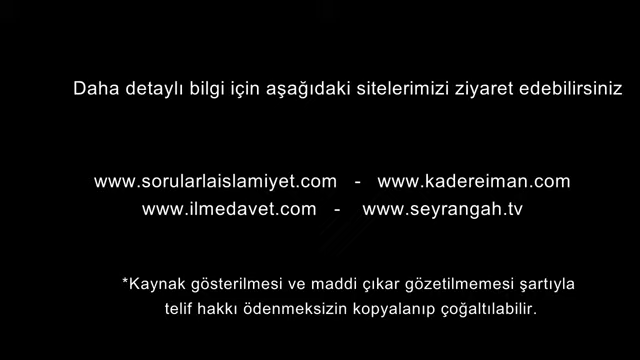 Daha detaylı bilgi için aşağıdaki sitelerimizi ziyaret edebilirsiniz
www.sorularlaislamiyet.com - www.kadereiman.com
www.ilmedavet.com - www.seyrangah.tv
*Kaynak gösterilmesi ve maddi çıkar gözetilmemesi şartıyla
telif hakkı ödenmeksizin kopyalanıp çoğaltılabilir.